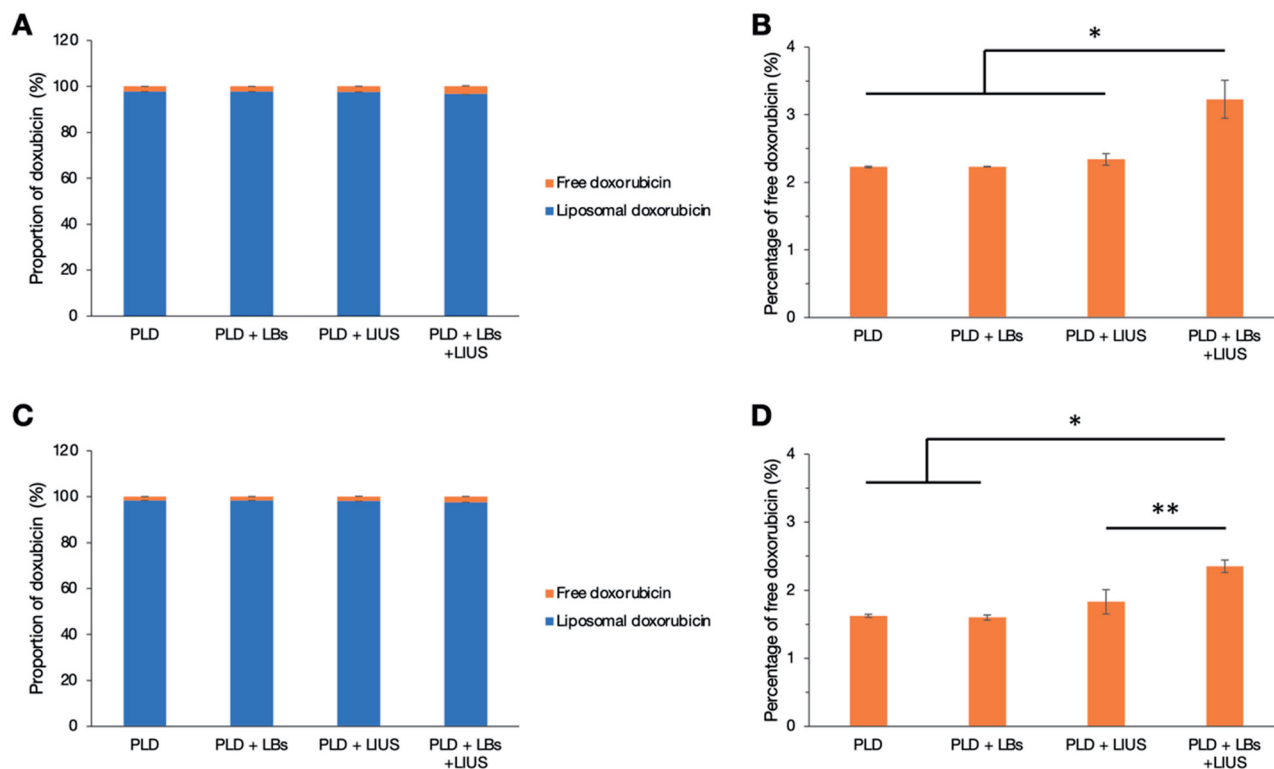 A
Proportion of doxubicin (%)
120
100
80
60
40
20
0
PLD
PLD + LBs
PLD + LIUS
PLD + LBs
+LIUS
Free doxorubicin
Liposomal doxorubicin
B
Percentage of free doxorubicin (%)
4
3
2
1
0
*
PLD
PLD + LBs
PLD + LIUS
PLD + LBs
+LIUS
C
Proportion of doxubicin (%)
120
100
80
60
40
20
0
PLD
PLD + LBs
PLD + LIUS
PLD + LBs
+LIUS
Free doxorubicin
Liposomal doxorubicin
D
Percentage of free doxorubicin (%)
4
3
2
1
0
*
**
PLD
PLD + LBs
PLD + LIUS
PLD + LBs
+LIUS